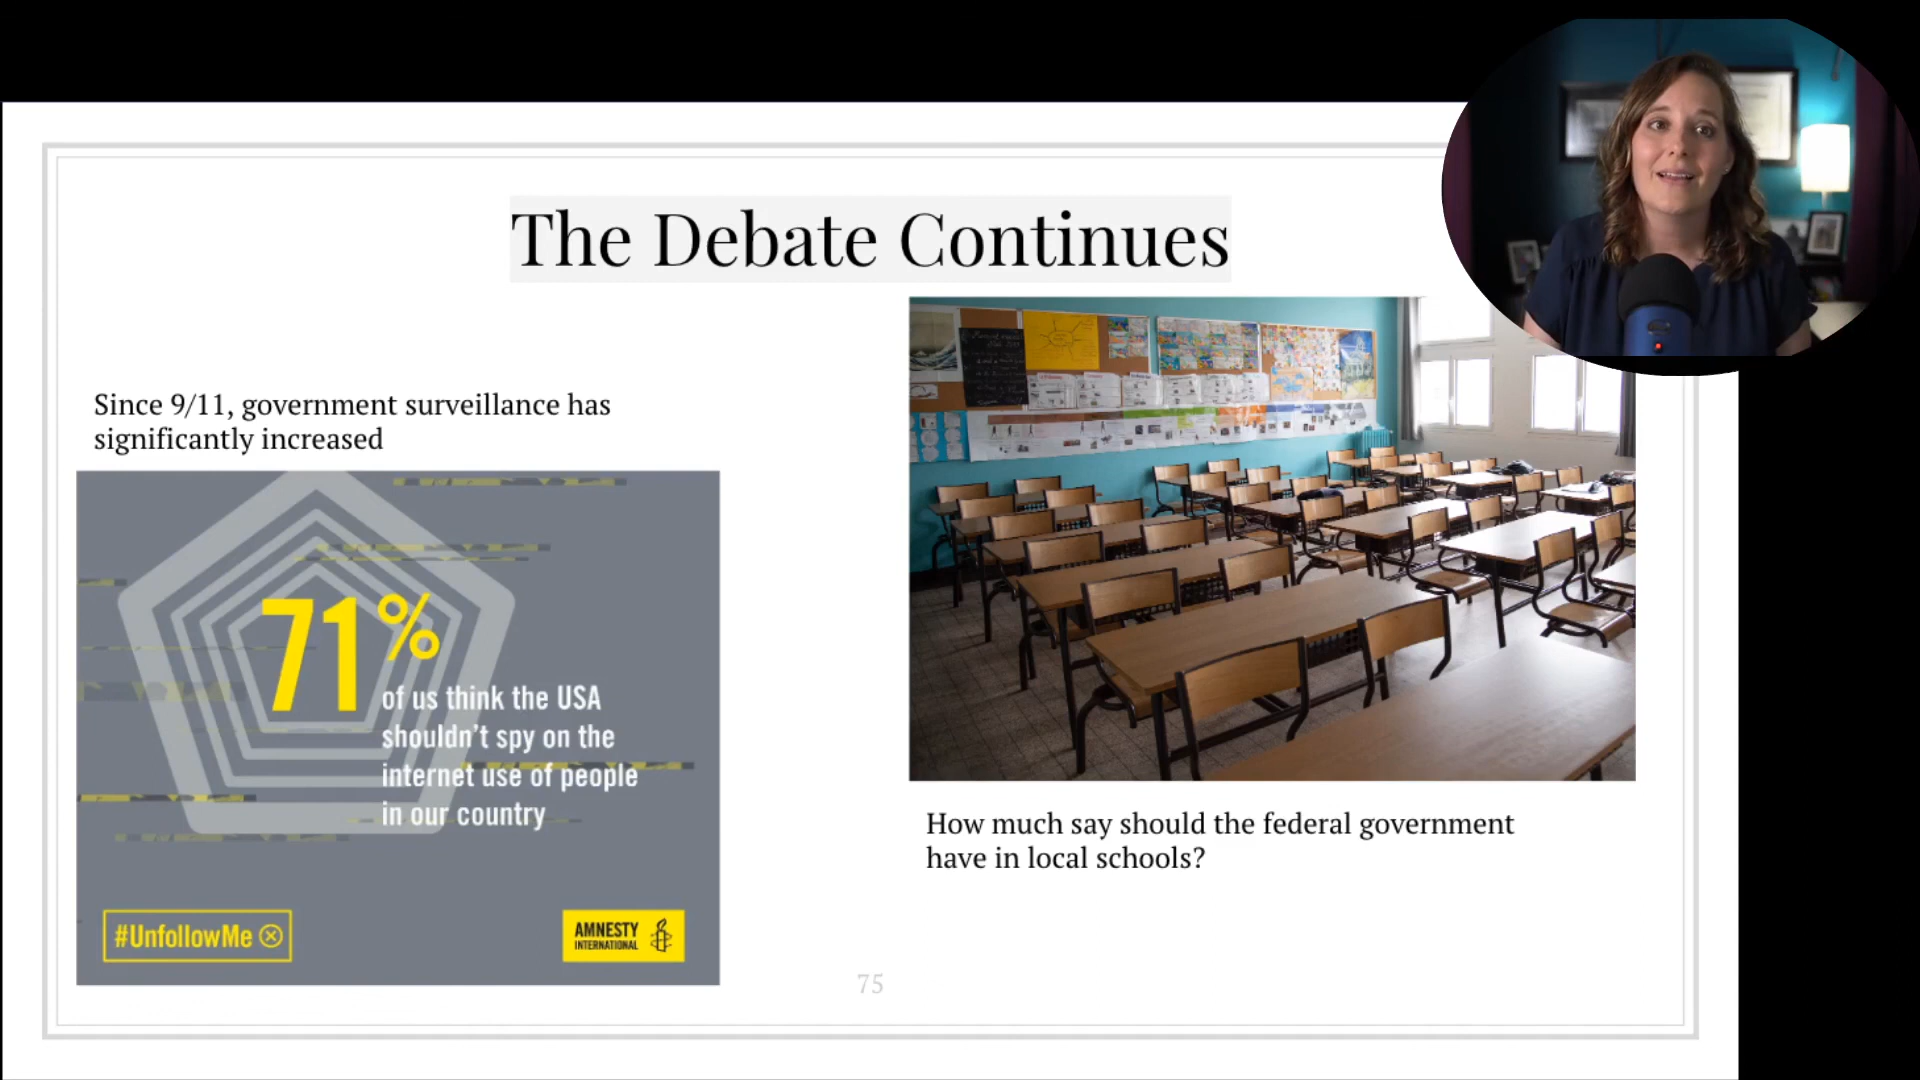 The Debate Continues
Since 9/11, government surveillance has
significantly increased
71%
of us think the USA
shouldn't spy on the
internet use of people
in our country
#UnfollowMe
AMNESTY
INTERNATIONAL
How much say should the federal government
have in local schools?
75